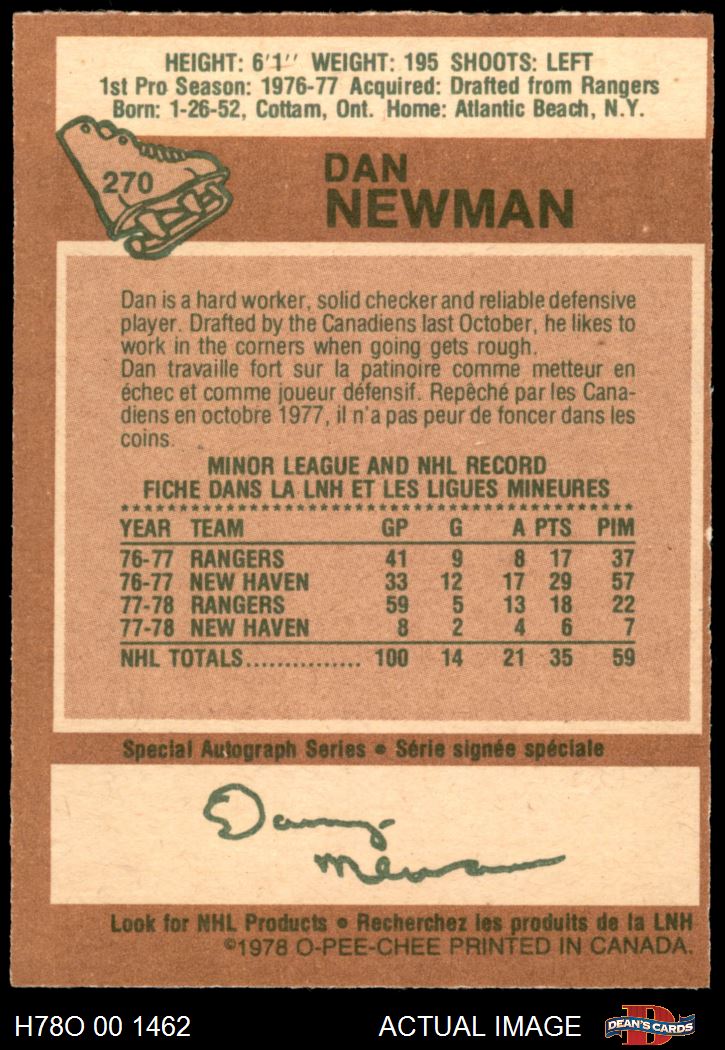 HEIGHT: 6'1'' WEIGHT: 195 SHOOTS: LEFT
1st Pro Season: 1976-77 Acquired: Drafted from Rangers
Born: 1-26-52, Cottam, Ont. Home: Atlantic Beach, N.Y.
270
DAN
NEWMAN
Dan is a hard worker, solid checker and reliable defensive
player. Drafted by the Canadiens last October, he likes to
work in the corners when going gets rough.
Dan travaille fort sur la patinoire comme metteur en
échec et comme joueur défensif. Repêché par les Cana-
diens en octobre 1977, il n'a pas peur de foncer dans les
coins.
MINOR LEAGUE AND NHL RECORD
FICHE DANS LA LNH ET LES LIGUES MINEURES
YEAR TEAM GP G A PTS PIM
76-77 RANGERS 41 9 8 17 37
76-77 NEW HAVEN 33 12 17 29 57
77-78 RANGERS 59 5 13 18 22
77-78 NEW HAVEN 8 2 4 6 7
NHL TOTALS................ 100 14 21 35 59
Special Autograph Series • Série signée spéciale
Danny
Newman
Look for NHL Products • Recherchez les produits de la LNH
©1978 O-PEE-CHEE PRINTED IN CANADA.
H78O 00 1462 ACTUAL IMAGE DEAN'S CARDS